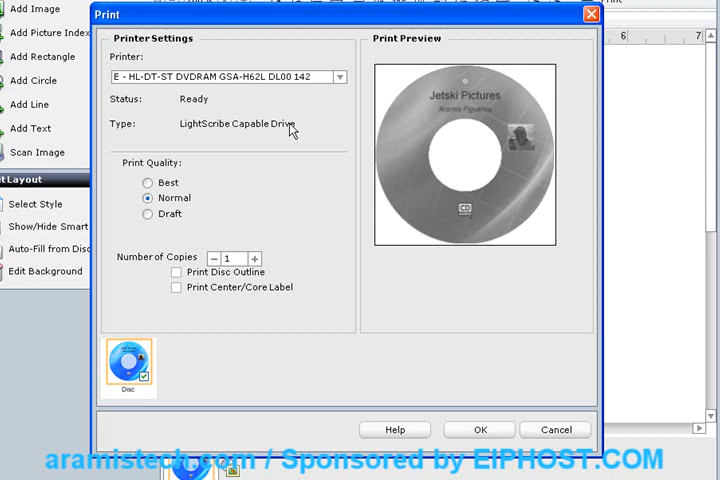 Add Image
Add Picture Index
Add Rectangle
Add Circle
Add Line
Add Text
Scan Image
t Layout
Select Style
Show/Hide Smart
Auto-Fill from Disc
Edit Background
Print
Printer Settings
Printer:
E - HL-DT-ST DVDRAM GSA-H62L DL00 142
Status: Ready
Type: LightScribe Capable Drive
Print Quality:
Best
Normal
Draft
Number of Copies 1
Print Disc Outline
Print Center/Core Label
Print Preview
Jetski Pictures
Aramis Figueroa
CD
Disc
Help
OK
Cancel
6
7
aramistech.com / Sponsored by EIPHOST.COM